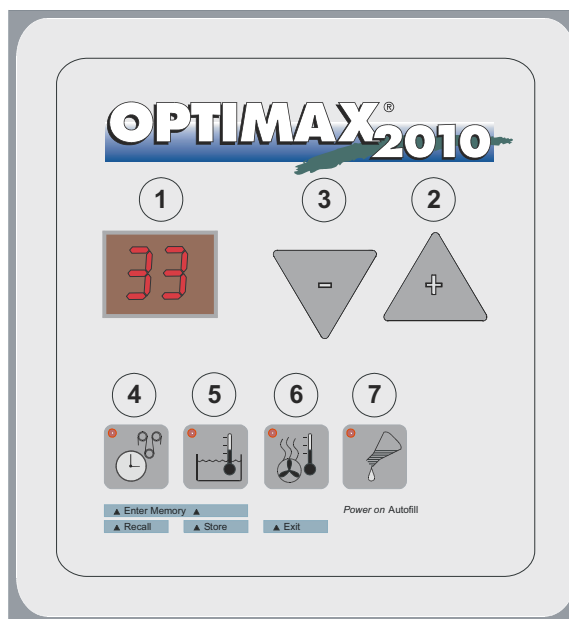 OPTIMAX® 2010
1 3 2
33
- +
4 5 6 7
▲ Enter Memory ▲
Power on Autofill
▲ Recall ▲ Store ▲ Exit